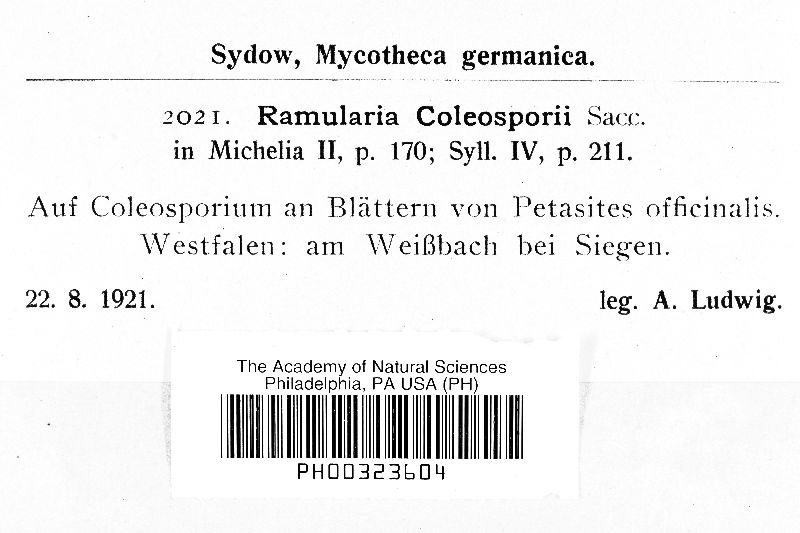 Sydow, Mycotheca germanica.
2021. Ramularia Coleosporii Sacc.
in Michelia II, p. 170; Syll. IV, p. 211.
Auf Coleosporium an Blättern von Petasites officinalis.
Westfalen: am Weißbach bei Siegen.
22. 8. 1921. leg. A. Ludwig.
The Academy of Natural Sciences
Philadelphia, PA USA (PH)
PH00323604